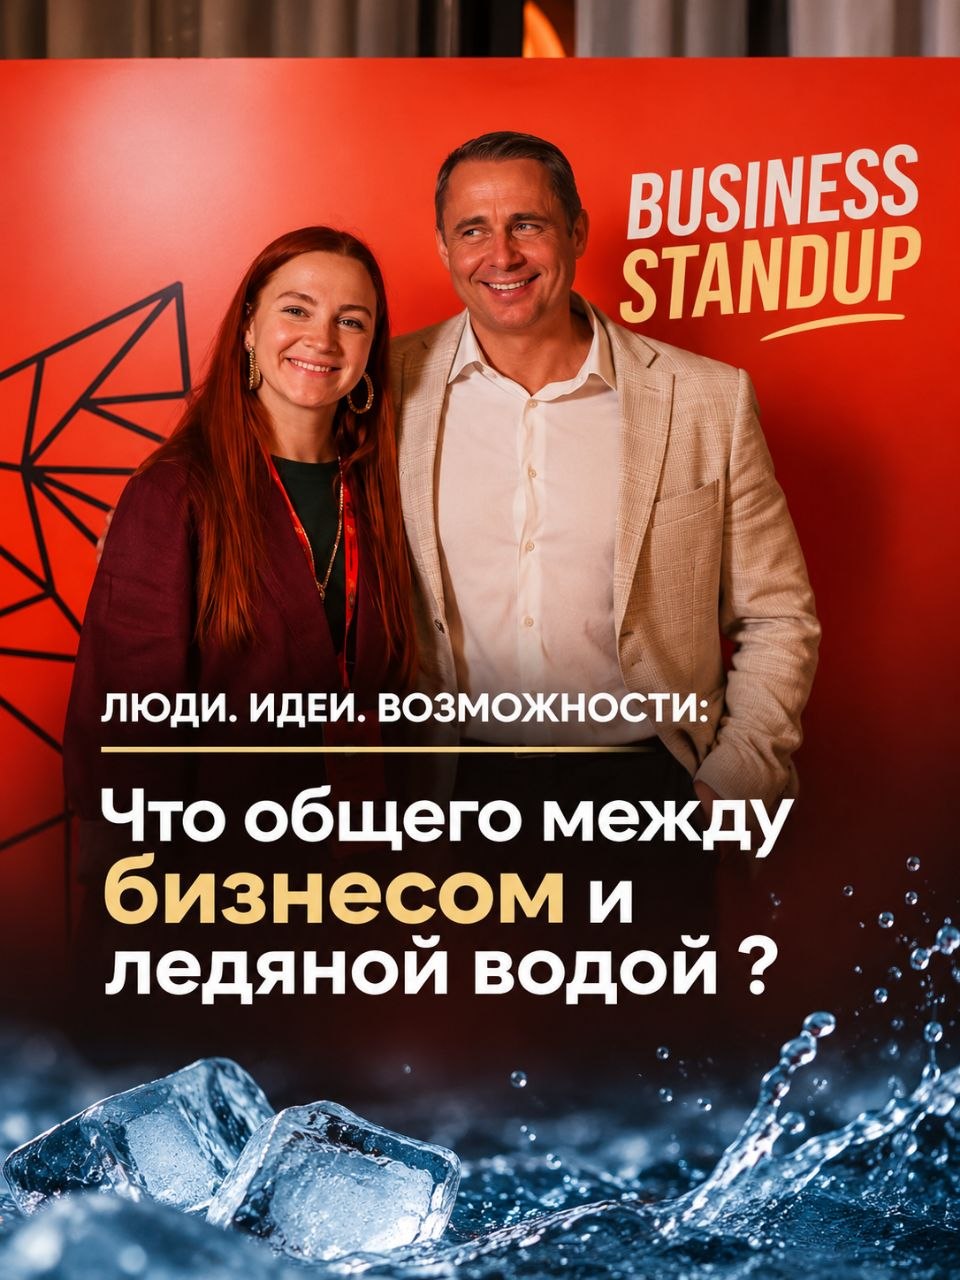 BUSINESS
STANDUP
ЛЮДИ. ИДЕИ. ВОЗМОЖНОСТИ:
Что общего между
бизнесом и
ледяной водой ?